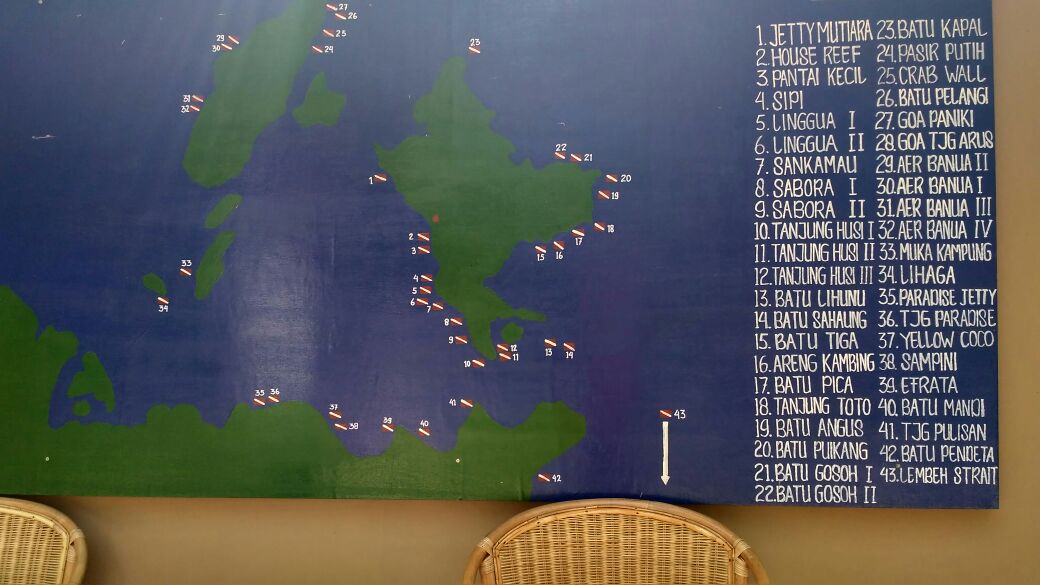 1. JETTY MUTIARA
2. HOUSE REEF
3. PANTAI KECIL
4. SIPI
5. LINGGUA I
6. LINGGUA II
7. SANKAMAU
8. SABORA I
9. SABORA II
10. TANJUNG HUSI I
11. TANJUNG HUSI II
12. TANJUNG HUSI III
13. BATU LIHUNU
14. BATU SAHAUNG
15. BATU TIGA
16. ARENG KAMBING
17. BATU PICA
18. TANJUNG TOTO
19. BATU ANGUS
20. BATU PUIKANG
21. BATU GOSOH I
22. BATU GOSOH II
23. BATU KAPAL
24. PASIR PUTIH
25. CRAB WALL
26. BATU PELANGI
27. GOA PANIKI
28. GOA TJG ARUS
29. AER BANUA II
30. AER BANUA I
31. AER BANUA III
32. AER BANUA IV
33. MUKA KAMPUNG
34. LIHAGA
35. PARADISE JETTY
36. TJG PARADISE
37. YELLOW COCO
38. SAMPINI
39. EFRATA
40. BATU MANDI
41. TJG PULISAN
42. BATU PENDETA
43. LEMBEH STRAIT
27
26
25
24
29
30
23
31
32
22
21
1
20
19
18
17
2
3
15
16
33
4
5
34
6
7
8
9
12
11
10
13
14
35
36
37
38
39
40
41
43
42